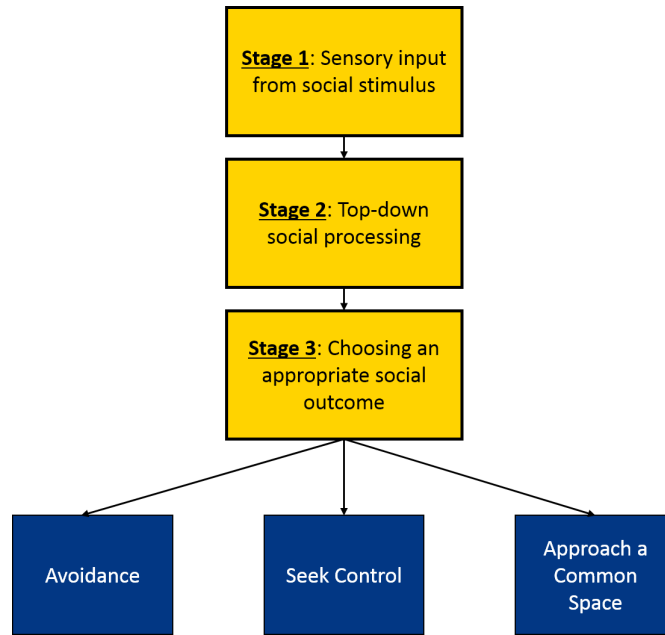 Stage 1: Sensory input
from social stimulus
Stage 2: Top-down
social processing
Stage 3: Choosing an
appropriate social
outcome
Avoidance
Seek Control
Approach a
Common
Space